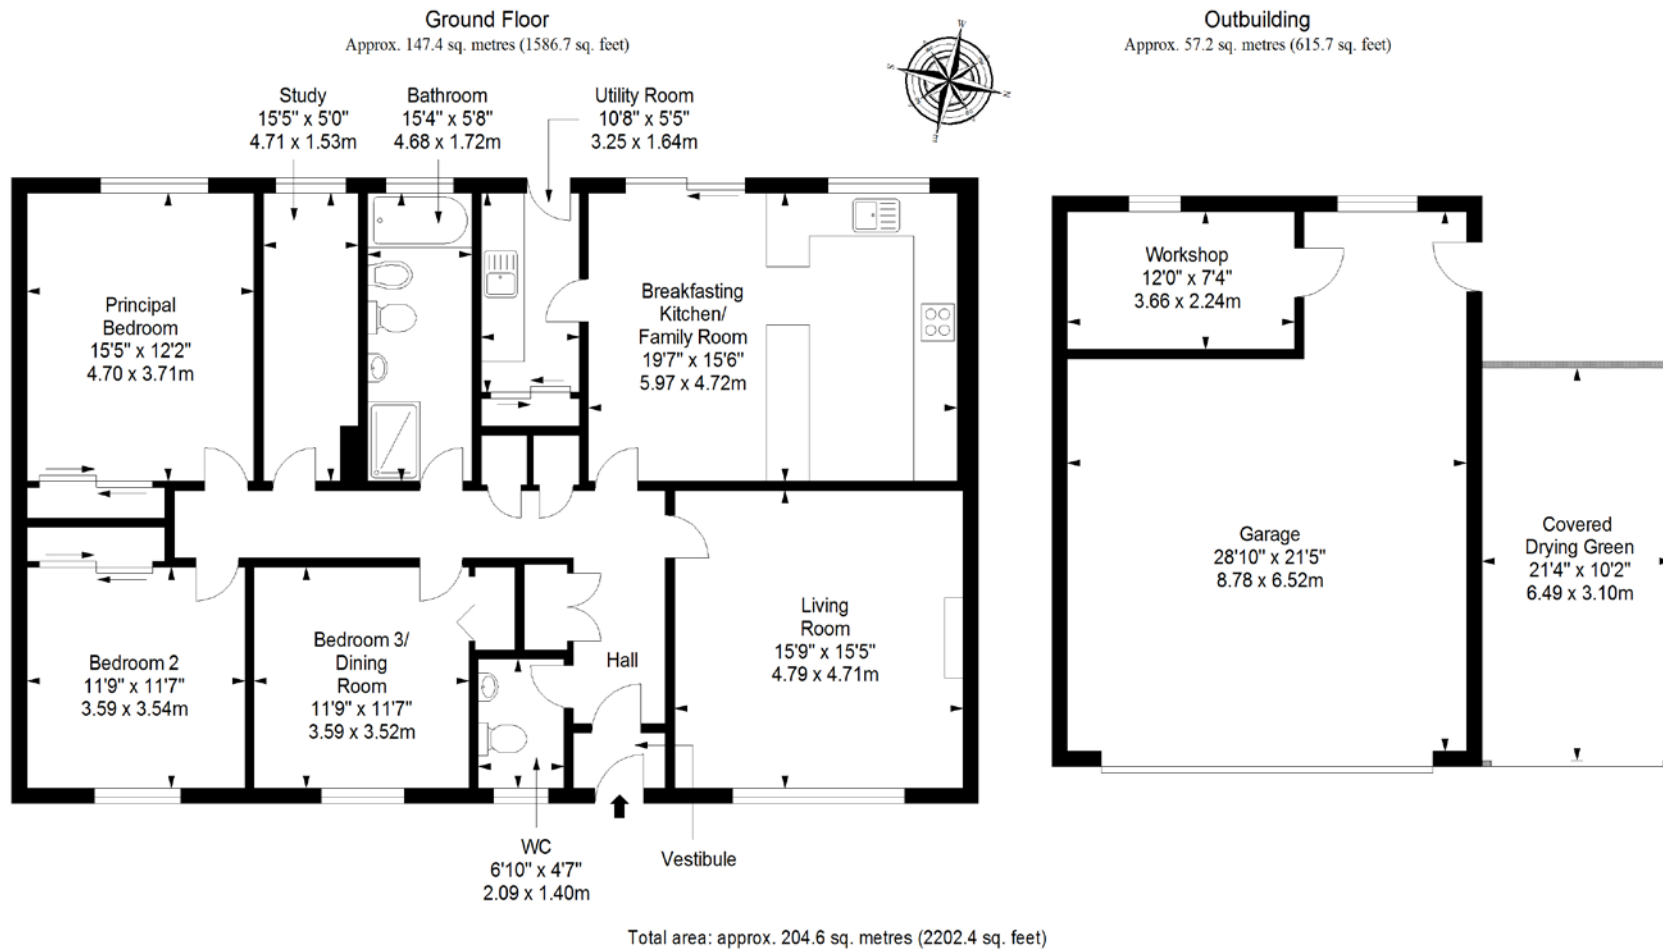 Ground Floor
Approx. 147.4 sq. metres (1586.7 sq. feet)
Outbuilding
Approx. 57.2 sq. metres (615.7 sq. feet)
W
S
N
E
Study
15'5" x 5'0"
4.71 x 1.53m
Bathroom
15'4" x 5'8"
4.68 x 1.72m
Utility Room
10'8" x 5'5"
3.25 x 1.64m
Principal
Bedroom
15'5" x 12'2"
4.70 x 3.71m
Breakfasting
Kitchen/
Family Room
19'7" x 15'6"
5.97 x 4.72m
Workshop
12'0" x 7'4"
3.66 x 2.24m
Garage
28'10" x 21'5"
8.78 x 6.52m
Covered
Drying Green
21'4" x 10'2"
6.49 x 3.10m
Bedroom 2
11'9" x 11'7"
3.59 x 3.54m
Bedroom 3/
Dining
Room
11'9" x 11'7"
3.59 x 3.52m
Hall
Living
Room
15'9" x 15'5"
4.79 x 4.71m
WC
6'10" x 4'7"
2.09 x 1.40m
Vestibule
Total area: approx. 204.6 sq. metres (2202.4 sq. feet)